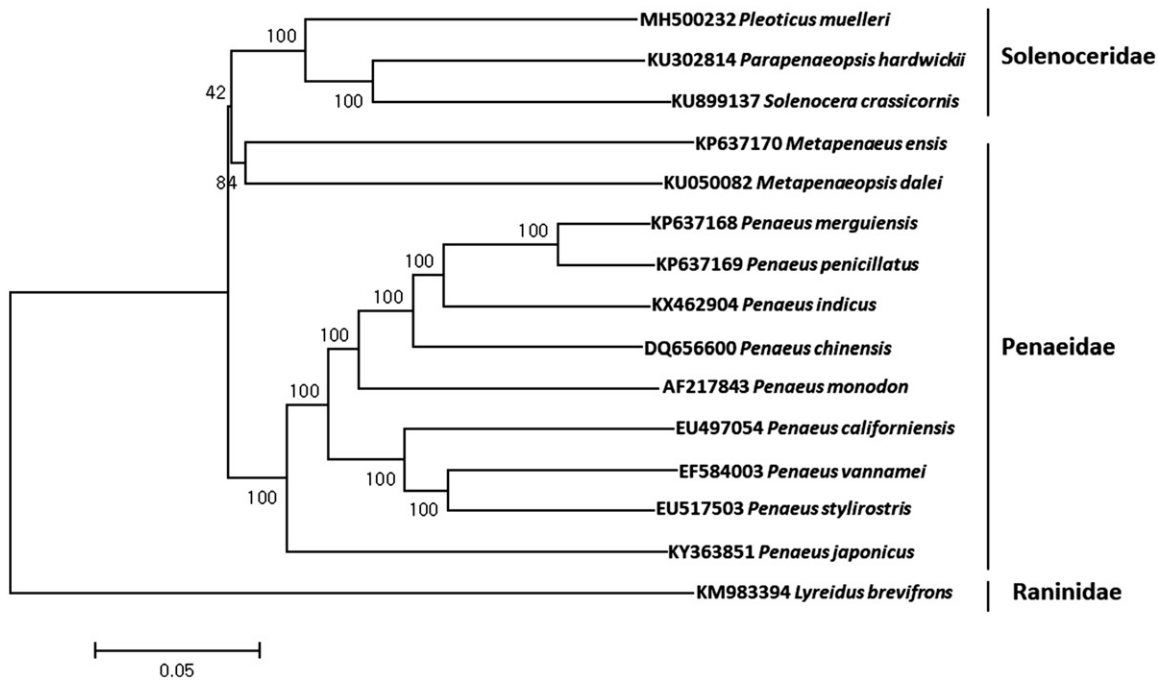 100
MH500232 Pleoticus muelleri
KU302814 Parapenaeopsis hardwickii
Solenoceridae
100
KU899137 Solenocera crassicornis
42
KP637170 Metapenaeus ensis
84
KU050082 Metapenaeopsis dalei
100
KP637168 Penaeus merguiensis
100
KP637169 Penaeus penicillatus
100
KX462904 Penaeus indicus
100
DQ656600 Penaeus chinensis
Penaeidae
100
AF217843 Penaeus monodon
EU497054 Penaeus californiensis
100
EF584003 Penaeus vannamei
100
100
EU517503 Penaeus stylirostris
KY363851 Penaeus japonicus
KM983394 Lyreidus brevifrons
Raninidae
0.05